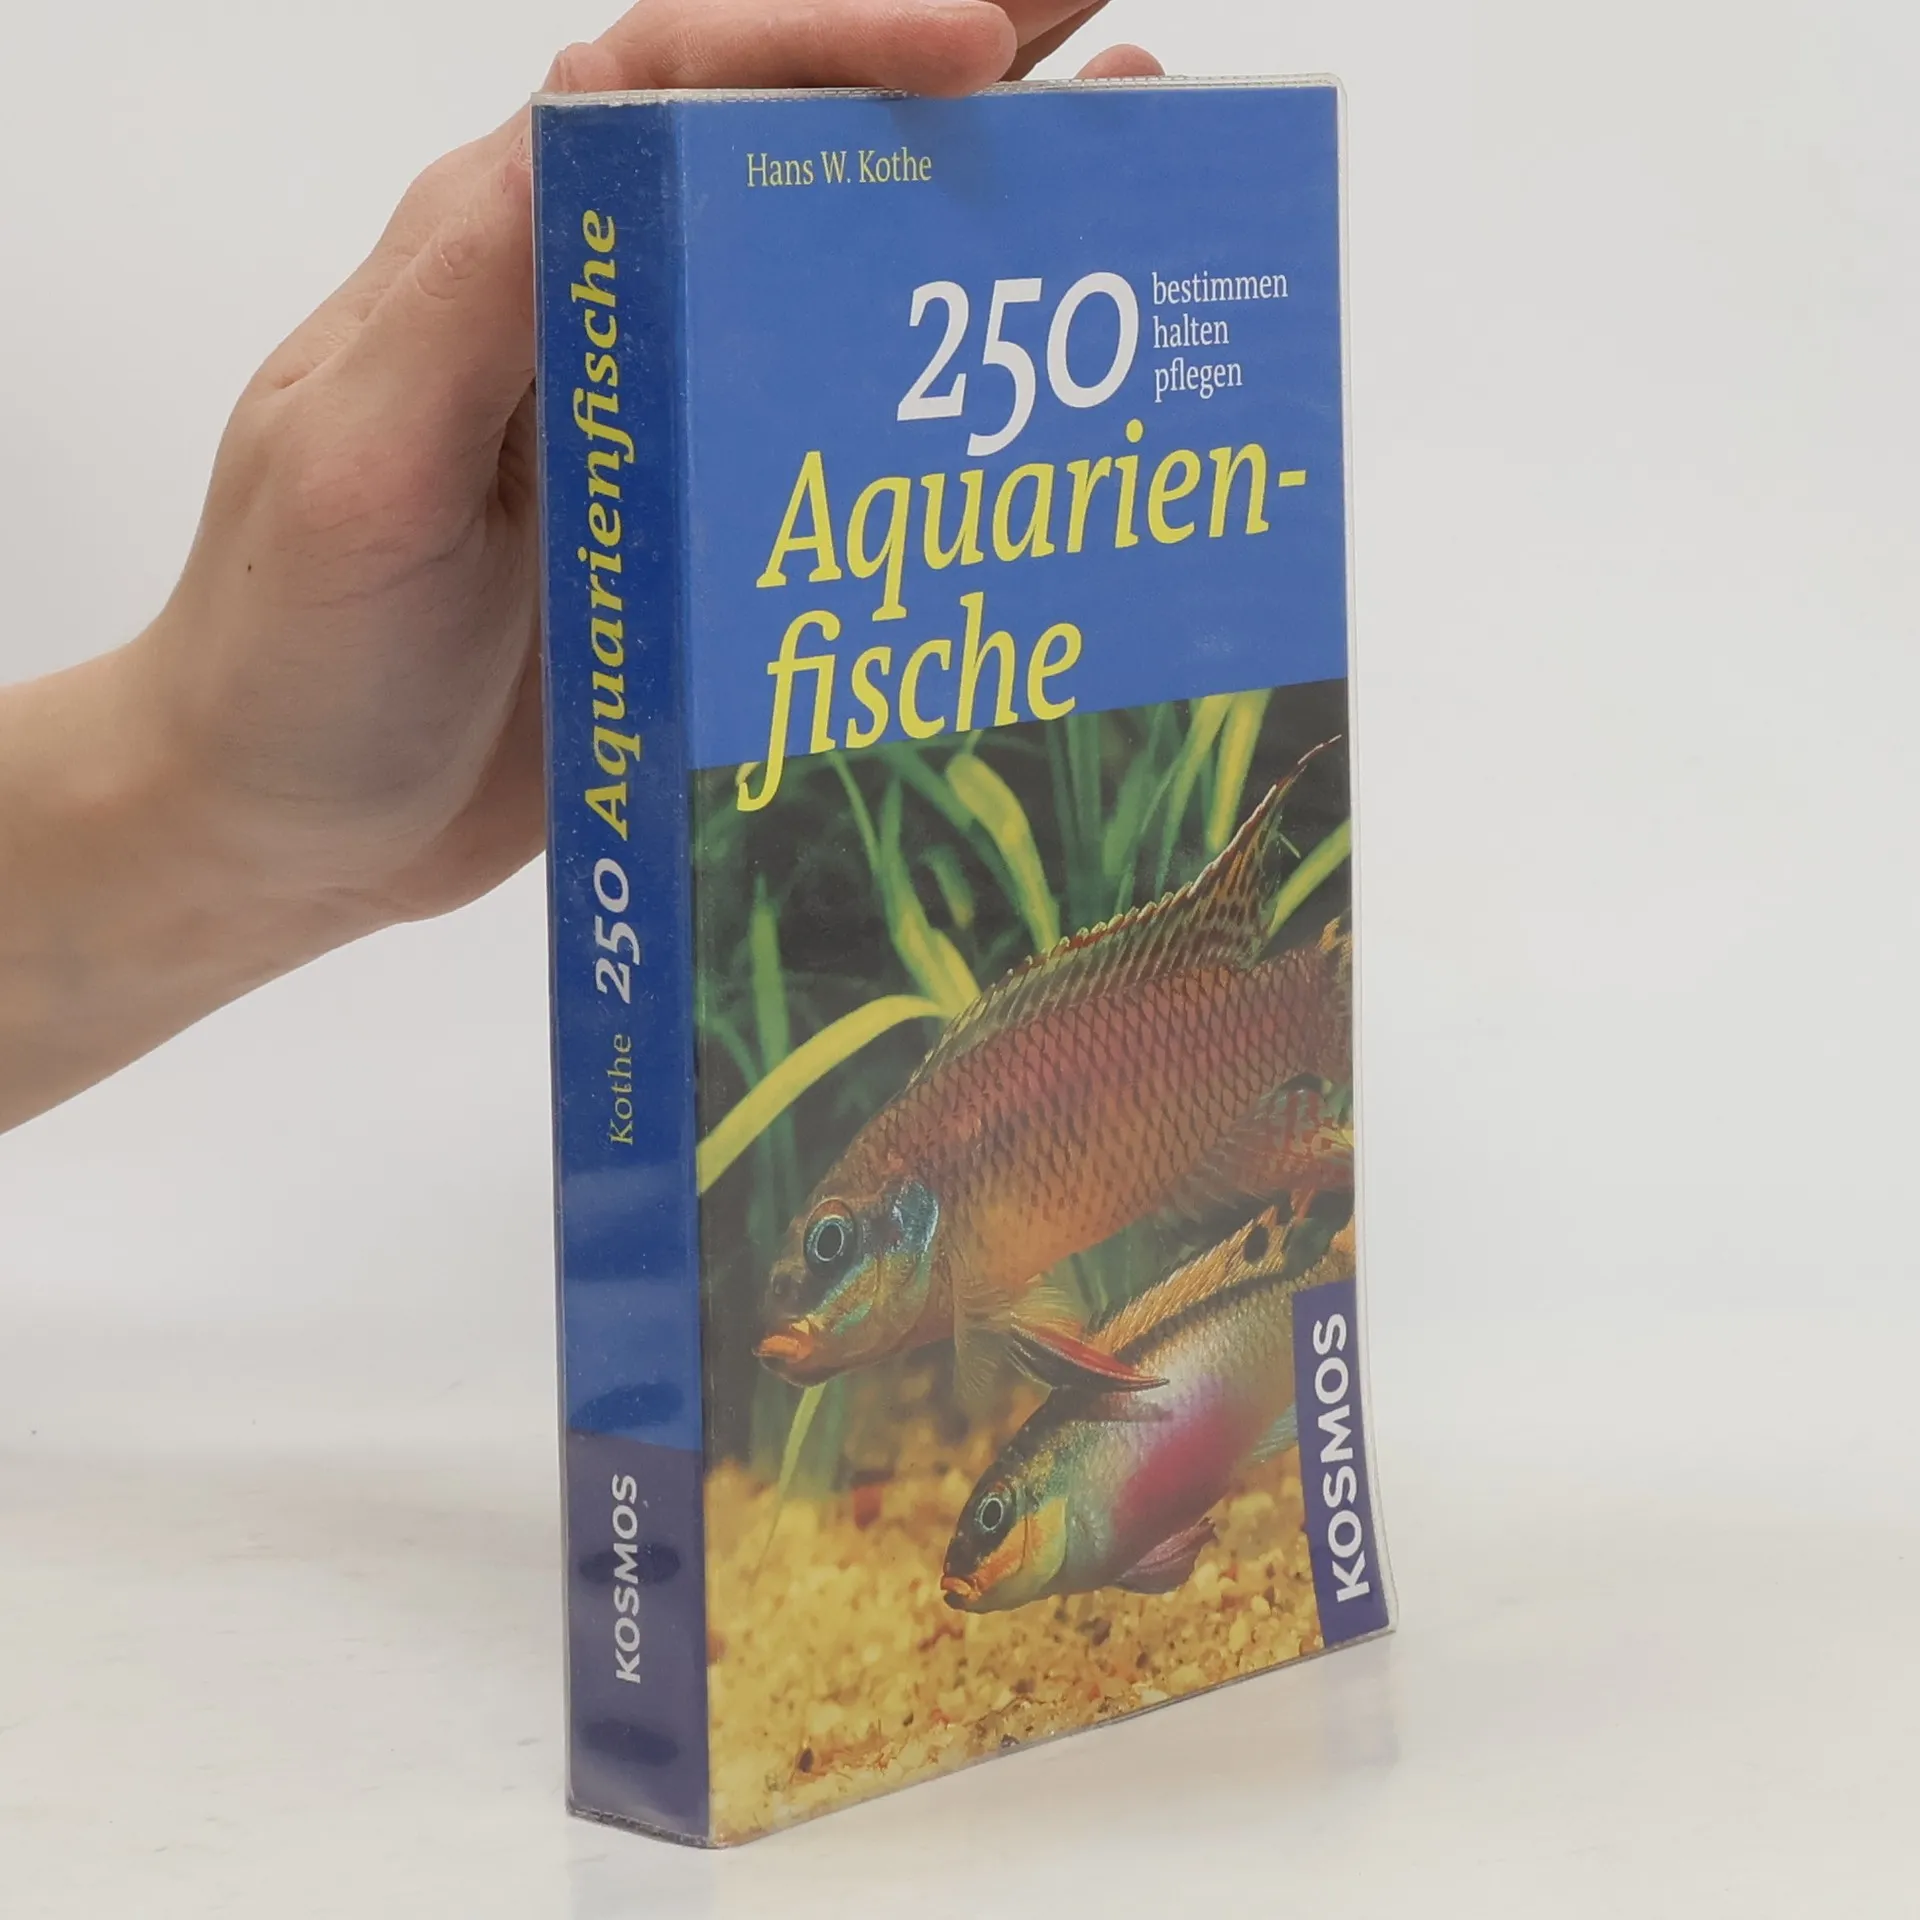 Hans W. Kothe
250
bestimmen
halten
pflegen
Aquarien-
fische
KOSMOS
Kothe 250 Aquarienfische
KOSMOS